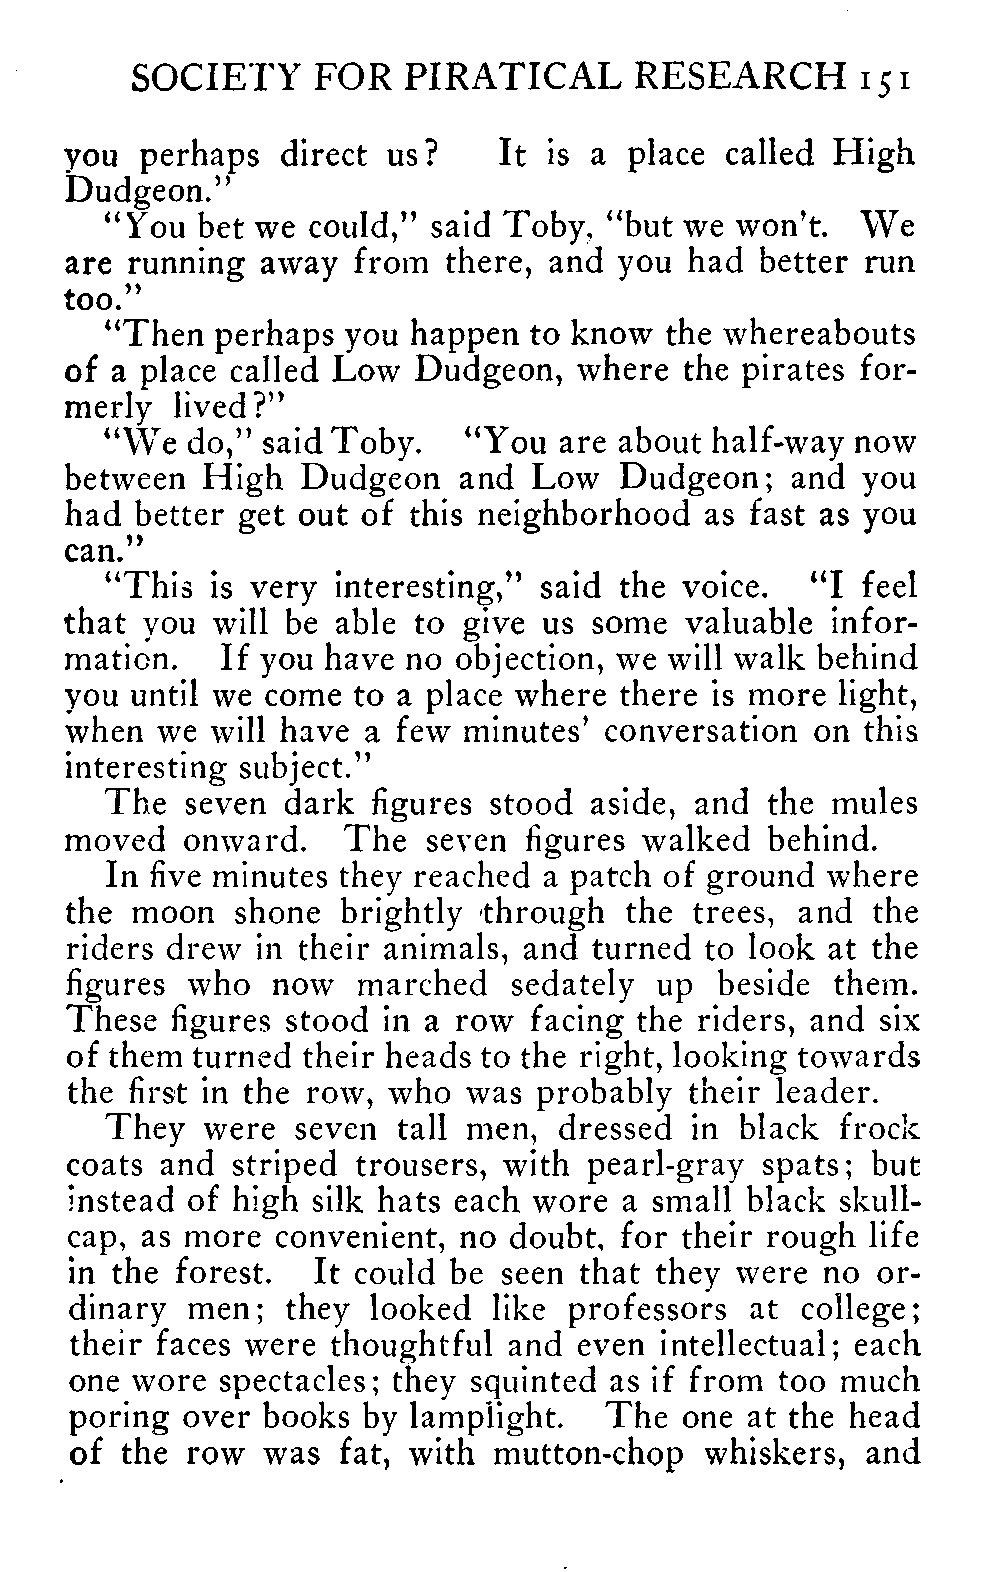 SOCIETY FOR PIRATICAL RESEARCH 151
you perhaps direct us? It is a place called High
Dudgeon."
"You bet we could," said Toby, "but we won't. We
are running away from there, and you had better run
too."
"Then perhaps you happen to know the whereabouts
of a place called Low Dudgeon, where the pirates for-
merly lived?"
"We do," said Toby. "You are about half-way now
between High Dudgeon and Low Dudgeon; and you
had better get out of this neighborhood as fast as you
can."
"This is very interesting," said the voice. "I feel
that you will be able to give us some valuable infor-
mation. If you have no objection, we will walk behind
you until we come to a place where there is more light,
when we will have a few minutes' conversation on this
interesting subject."
The seven dark figures stood aside, and the mules
moved onward. The seven figures walked behind.
In five minutes they reached a patch of ground where
the moon shone brightly through the trees, and the
riders drew in their animals, and turned to look at the
figures who now marched sedately up beside them.
These figures stood in a row facing the riders, and six
of them turned their heads to the right, looking towards
the first in the row, who was probably their leader.
They were seven tall men, dressed in black frock
coats and striped trousers, with pearl-gray spats; but
instead of high silk hats each wore a small black skull-
cap, as more convenient, no doubt, for their rough life
in the forest. It could be seen that they were no or-
dinary men; they looked like professors at college;
their faces were thoughtful and even intellectual; each
one wore spectacles; they squinted as if from too much
poring over books by lamplight. The one at the head
of the row was fat, with mutton-chop whiskers, and